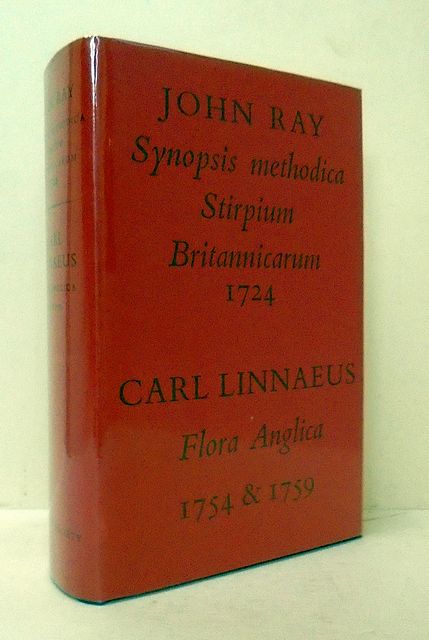 JOHN RAY
Synopsis methodica
Stirpium
Britannicarum
1724
CARL LINNAEUS
Flora Anglica
1754 & 1759